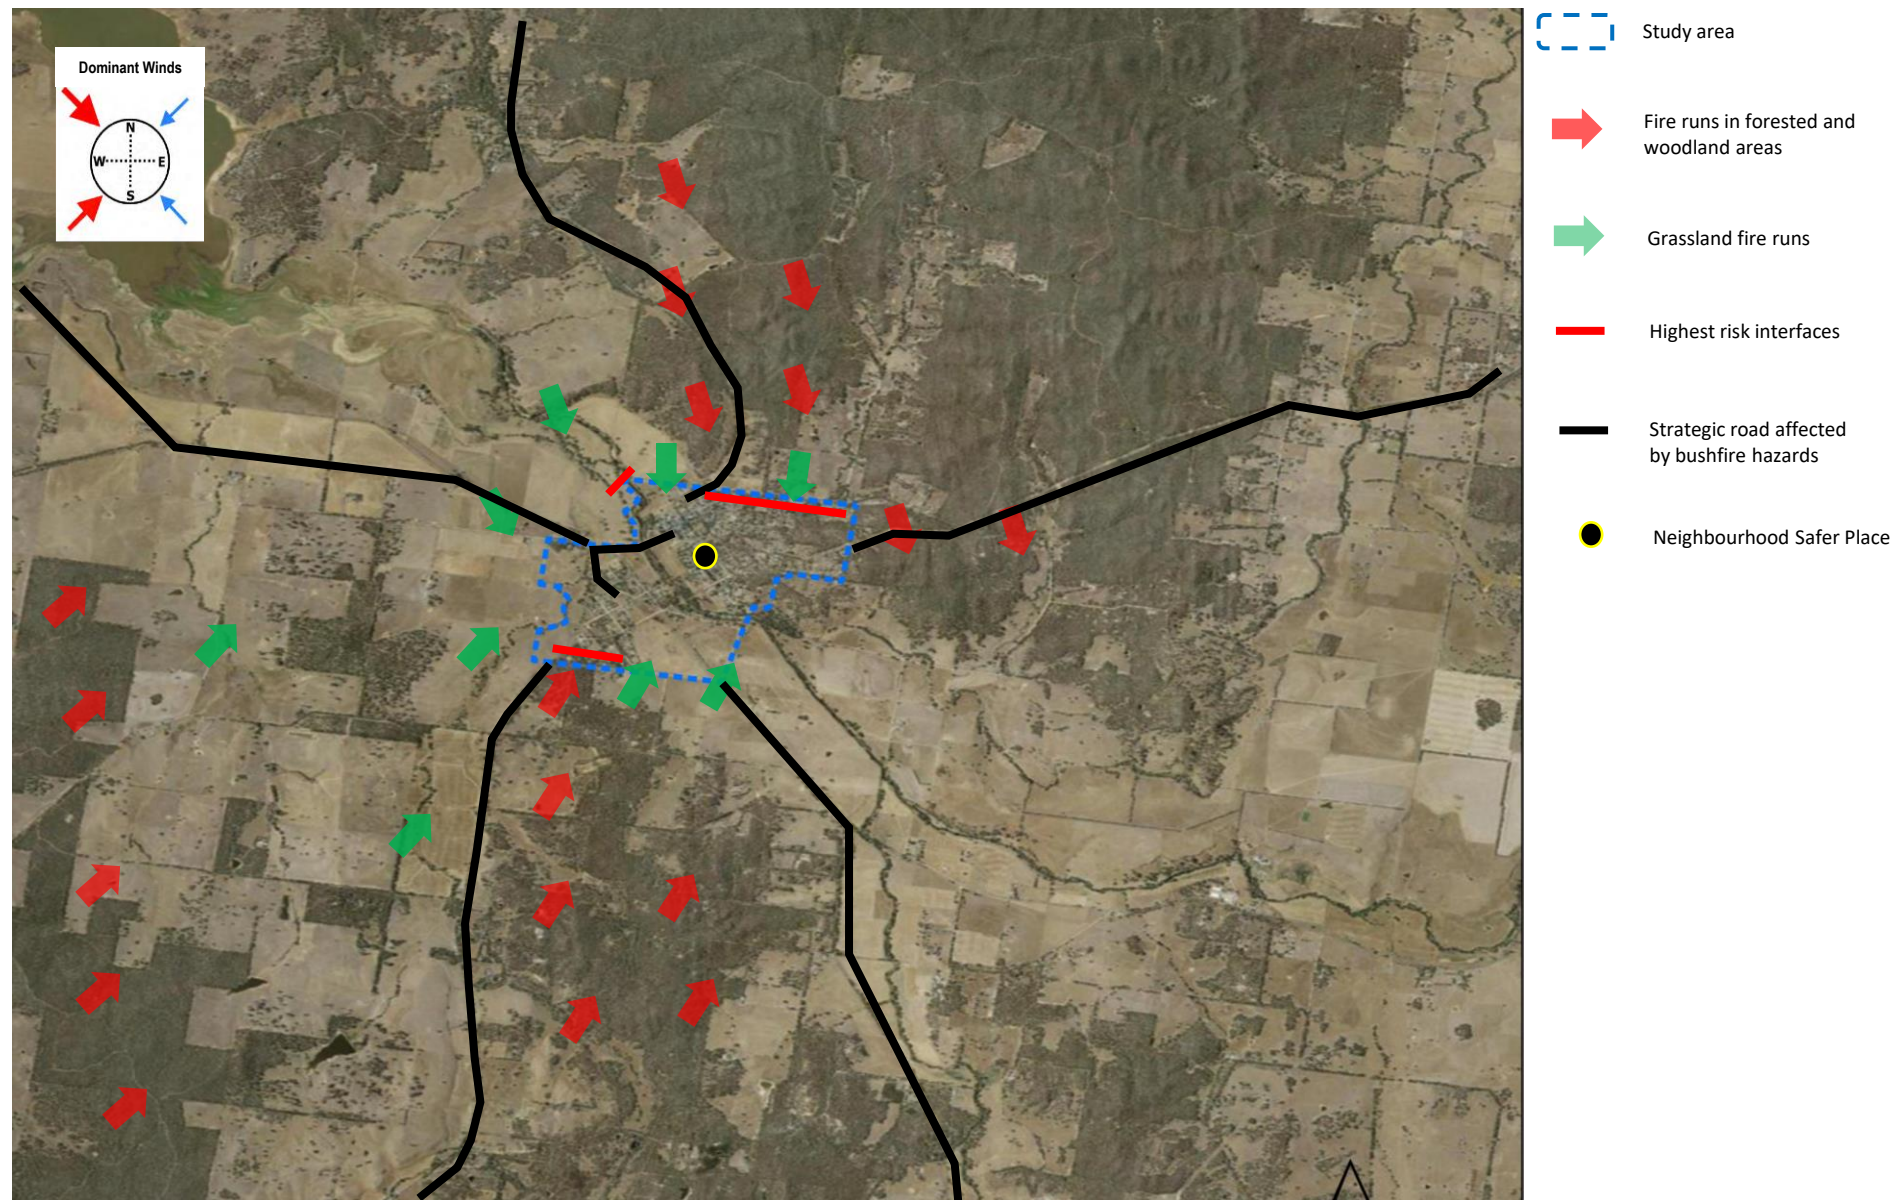 Dominant Winds
N
W
E
S
Study area
Fire runs in forested and
woodland areas
Grassland fire runs
Highest risk interfaces
Strategic road affected
by bushfire hazards
Neighbourhood Safer Place